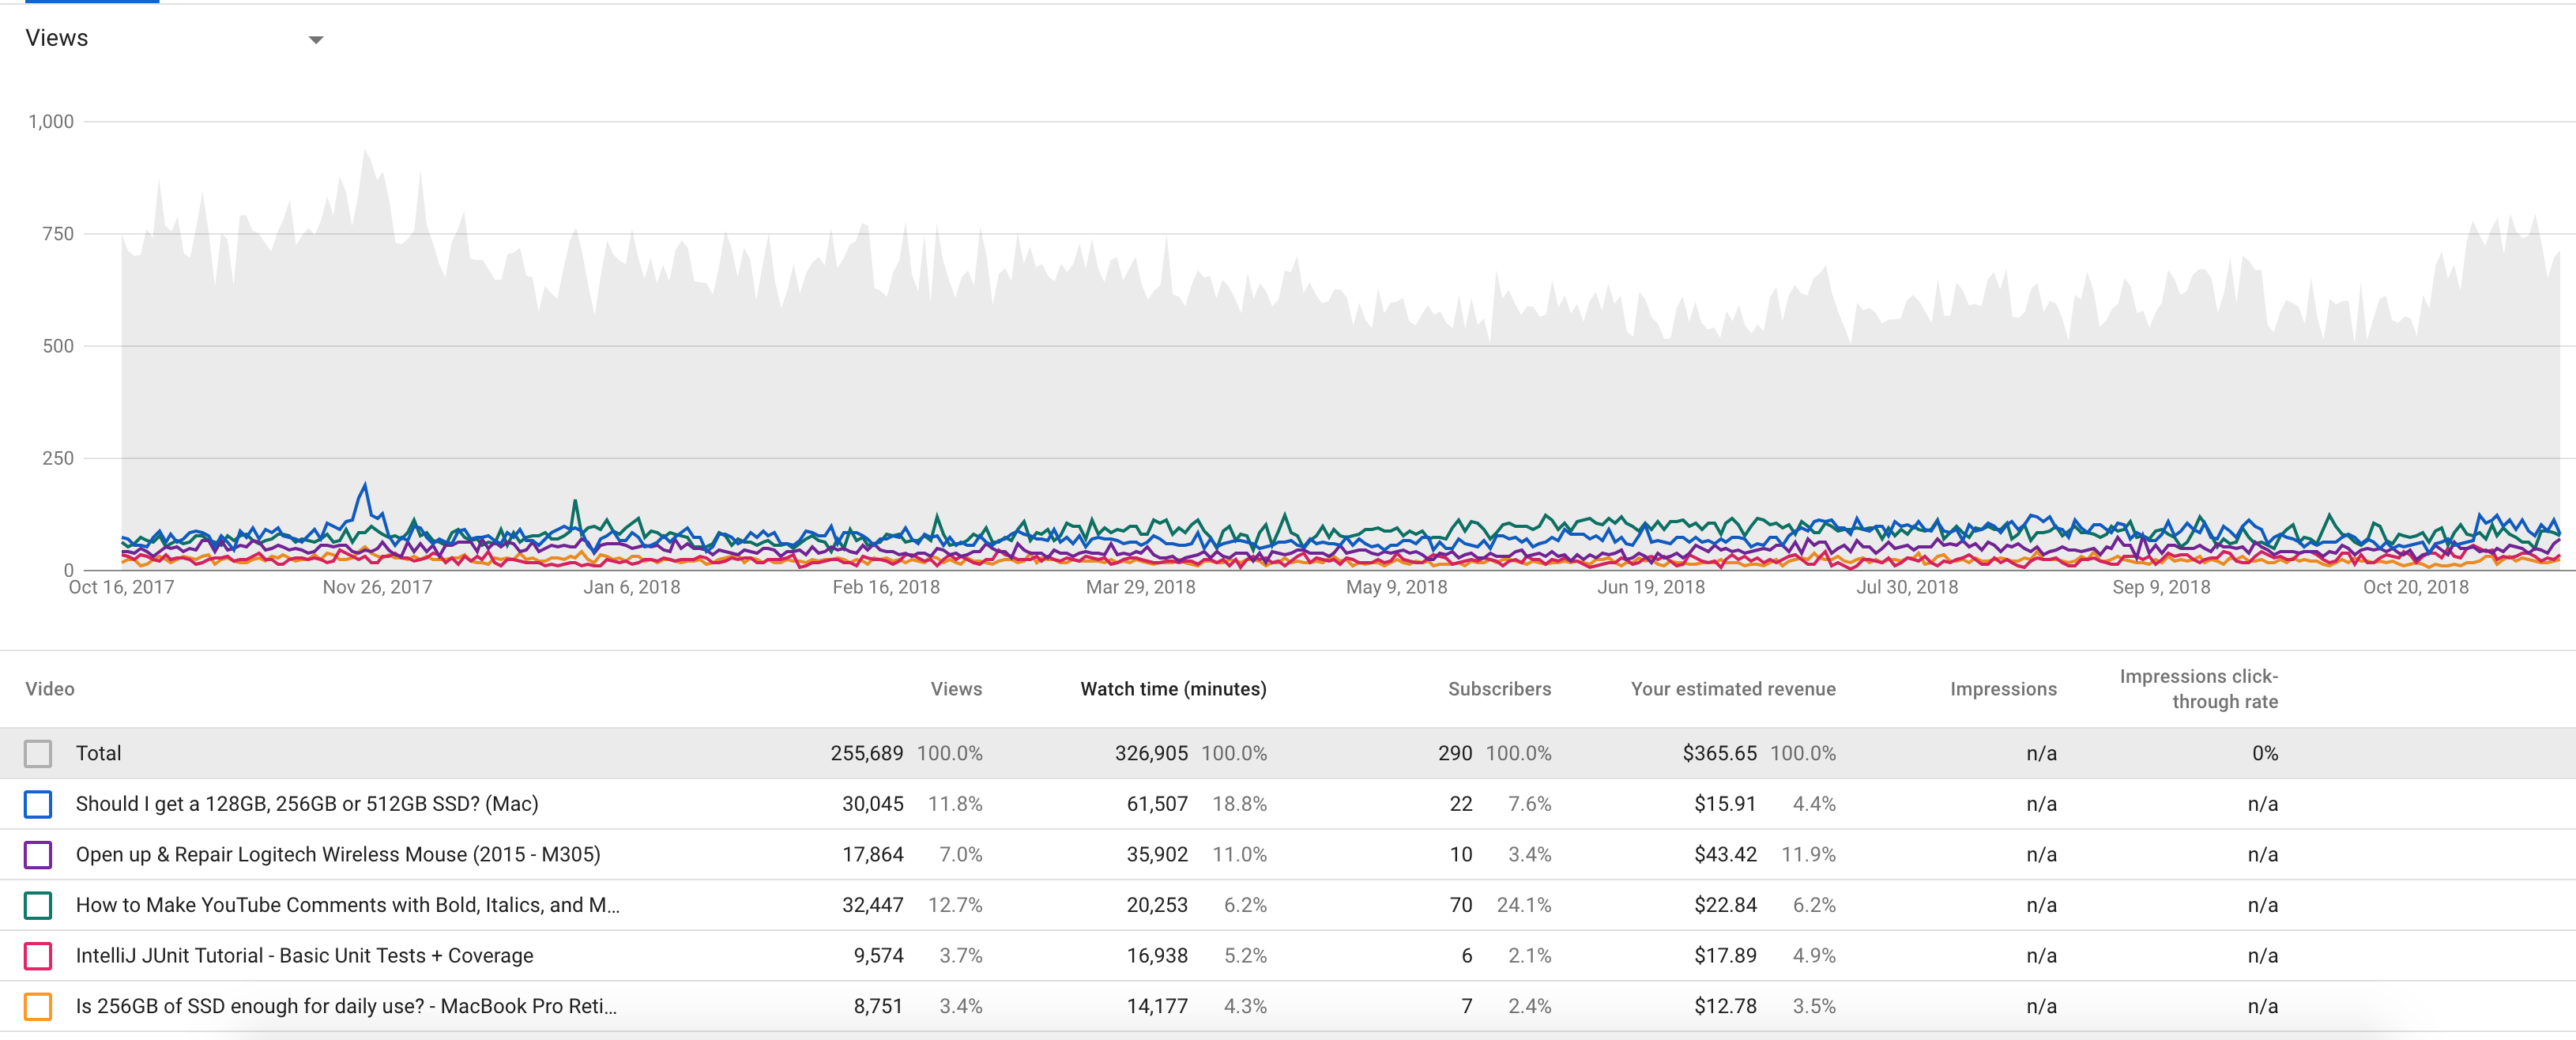 Views
1,000
750
500
250
0
Oct 16, 2017 Nov 26, 2017 Jan 6, 2018 Feb 16, 2018 Mar 29, 2018 May 9, 2018 Jun 19, 2018 Jul 30, 2018 Sep 9, 2018 Oct 20, 2018
Video Views Watch time (minutes) Subscribers Your estimated revenue Impressions Impressions click-
through rate
Total 255,689 100.0% 326,905 100.0% 290 100.0% $365.65 100.0% n/a 0%
Should I get a 128GB, 256GB or 512GB SSD? (Mac) 30,045 11.8% 61,507 18.8% 22 7.6% $15.91 4.4% n/a n/a
Open up & Repair Logitech Wireless Mouse (2015 - M305) 17,864 7.0% 35,902 11.0% 10 3.4% $43.42 11.9% n/a n/a
How to Make YouTube Comments with Bold, Italics, and M... 32,447 12.7% 20,253 6.2% 70 24.1% $22.84 6.2% n/a n/a
IntelliJ JUnit Tutorial - Basic Unit Tests + Coverage 9,574 3.7% 16,938 5.2% 6 2.1% $17.89 4.9% n/a n/a
Is 256GB of SSD enough for daily use? - MacBook Pro Reti... 8,751 3.4% 14,177 4.3% 7 2.4% $12.78 3.5% n/a n/a